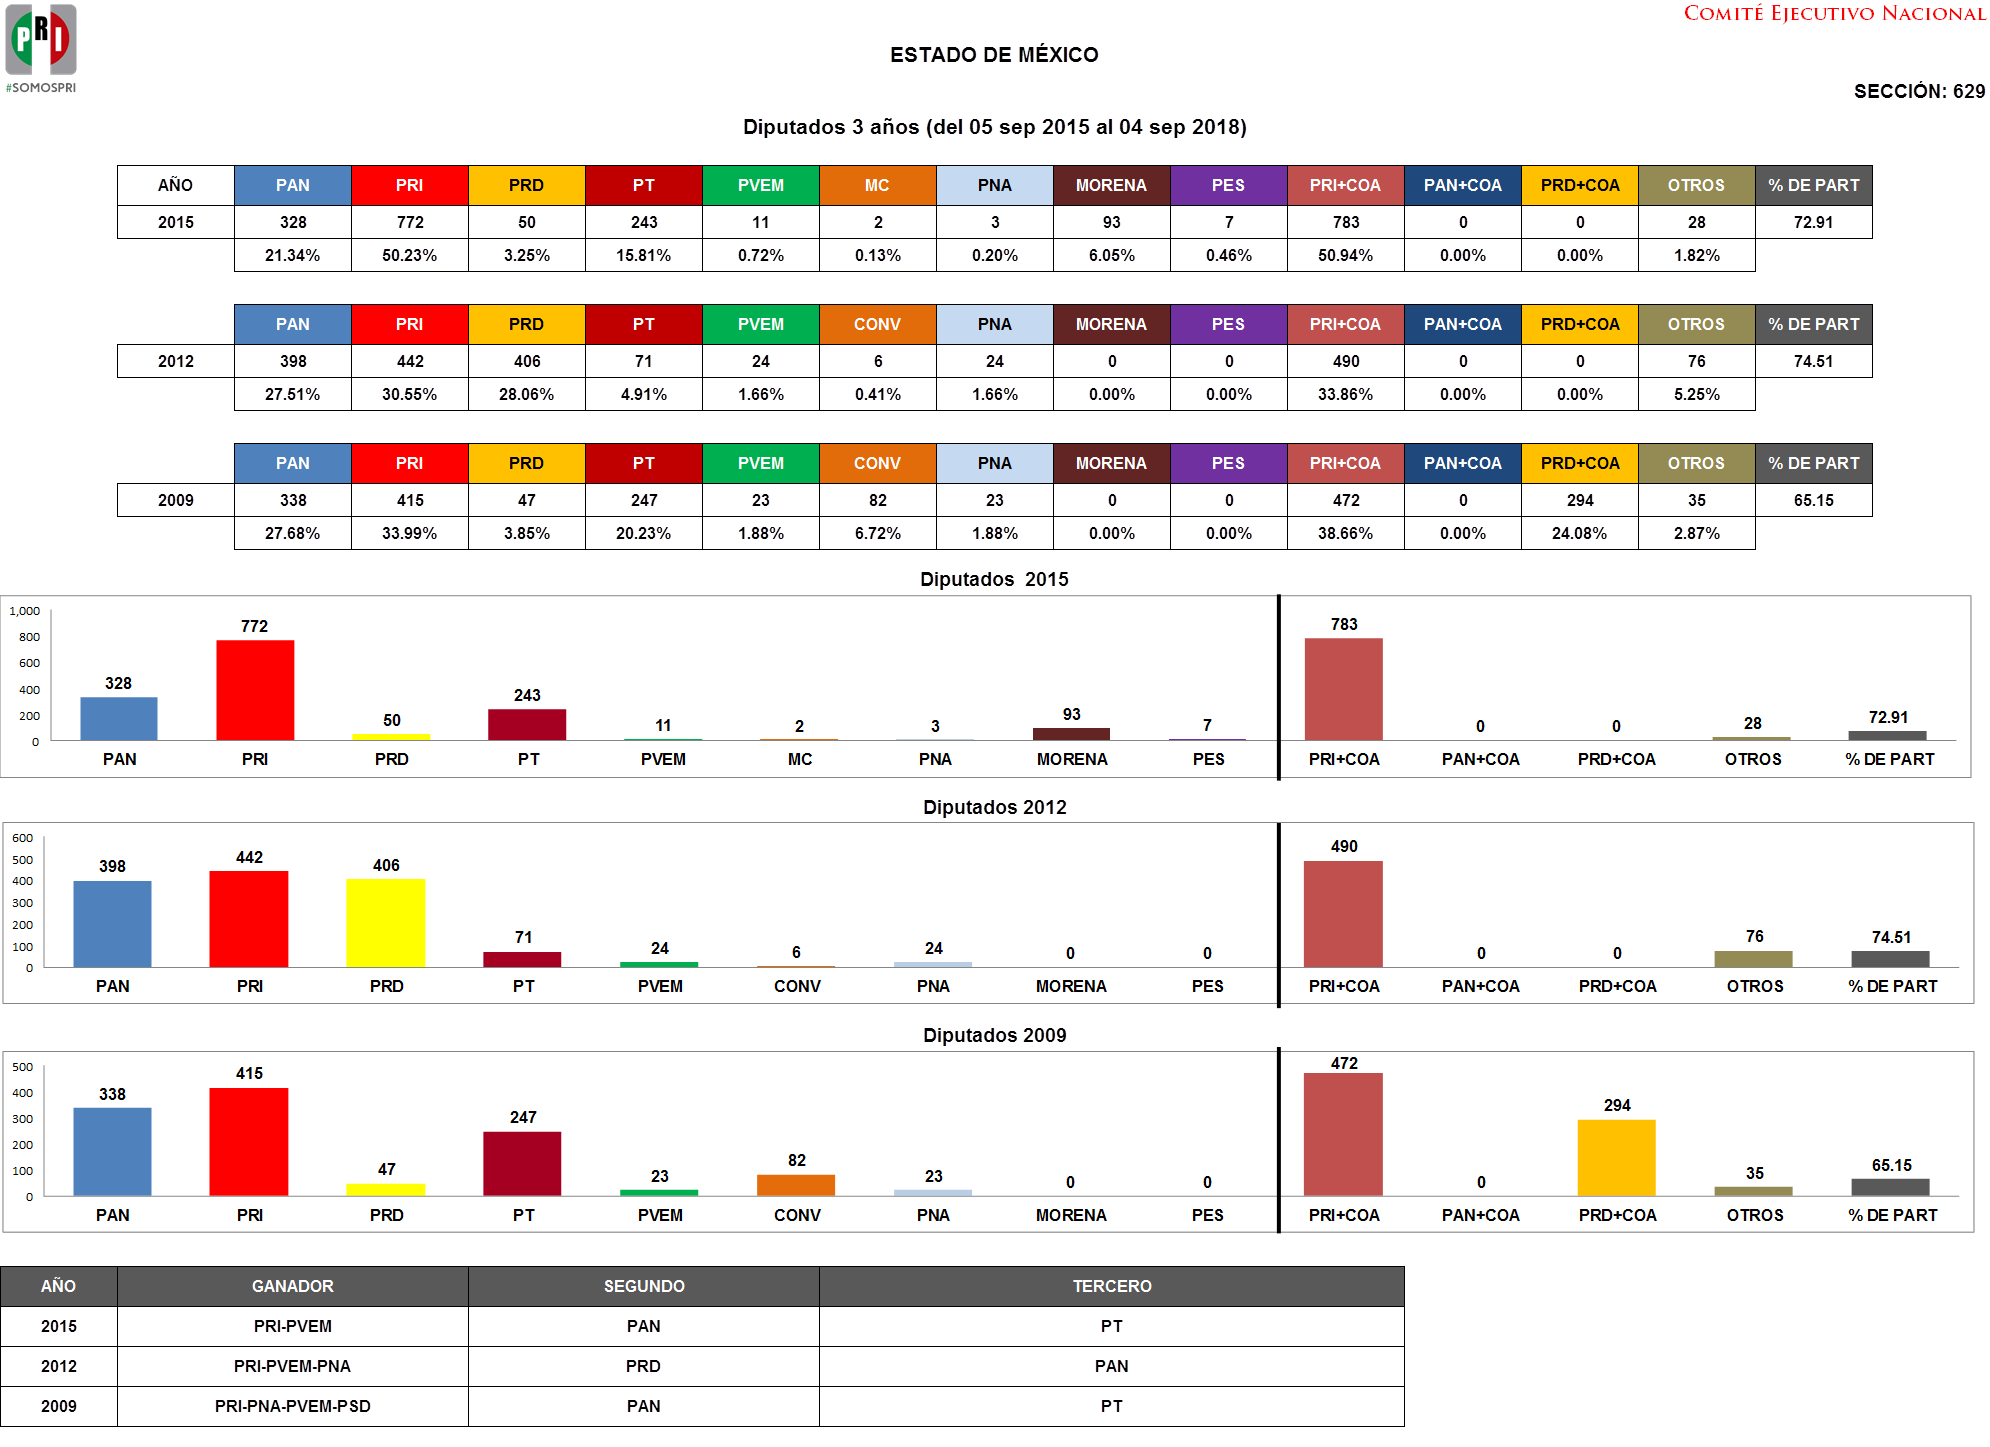 PRI
#SOMOSPRI
COMITÉ EJECUTIVO NACIONAL
ESTADO DE MÉXICO
SECCIÓN: 629
Diputados 3 años (del 05 sep 2015 al 04 sep 2018)
AÑO PAN PRI PRD PT PVEM MC PNA MORENA PES PRI+COA PAN+COA PRD+COA OTROS % DE PART
2015 328 772 50 243 11 2 3 93 7 783 0 0 28 72.91
21.34% 50.23% 3.25% 15.81% 0.72% 0.13% 0.20% 6.05% 0.46% 50.94% 0.00% 0.00% 1.82%
PAN PRI PRD PT PVEM CONV PNA MORENA PES PRI+COA PAN+COA PRD+COA OTROS % DE PART
2012 398 442 406 71 24 6 24 0 0 490 0 0 76 74.51
27.51% 30.55% 28.06% 4.91% 1.66% 0.41% 1.66% 0.00% 0.00% 33.86% 0.00% 0.00% 5.25%
PAN PRI PRD PT PVEM CONV PNA MORENA PES PRI+COA PAN+COA PRD+COA OTROS % DE PART
2009 338 415 47 247 23 82 23 0 0 472 0 294 35 65.15
27.68% 33.99% 3.85% 20.23% 1.88% 6.72% 1.88% 0.00% 0.00% 38.66% 0.00% 24.08% 2.87%
Diputados 2015
1,000
800
600
400
200
0
328 772 50 243 11 2 3 93 7 783 0 0 28 72.91
PAN PRI PRD PT PVEM MC PNA MORENA PES PRI+COA PAN+COA PRD+COA OTROS % DE PART
Diputados 2012
600
500
400
300
200
100
0
398 442 406 71 24 6 24 0 0 490 0 0 76 74.51
PAN PRI PRD PT PVEM CONV PNA MORENA PES PRI+COA PAN+COA PRD+COA OTROS % DE PART
Diputados 2009
500
400
300
200
100
0
338 415 47 247 23 82 23 0 0 472 0 294 35 65.15
PAN PRI PRD PT PVEM CONV PNA MORENA PES PRI+COA PAN+COA PRD+COA OTROS % DE PART
AÑO GANADOR SEGUNDO TERCERO
2015 PRI-PVEM PAN PT
2012 PRI-PVEM-PNA PRD PAN
2009 PRI-PNA-PVEM-PSD PAN PT